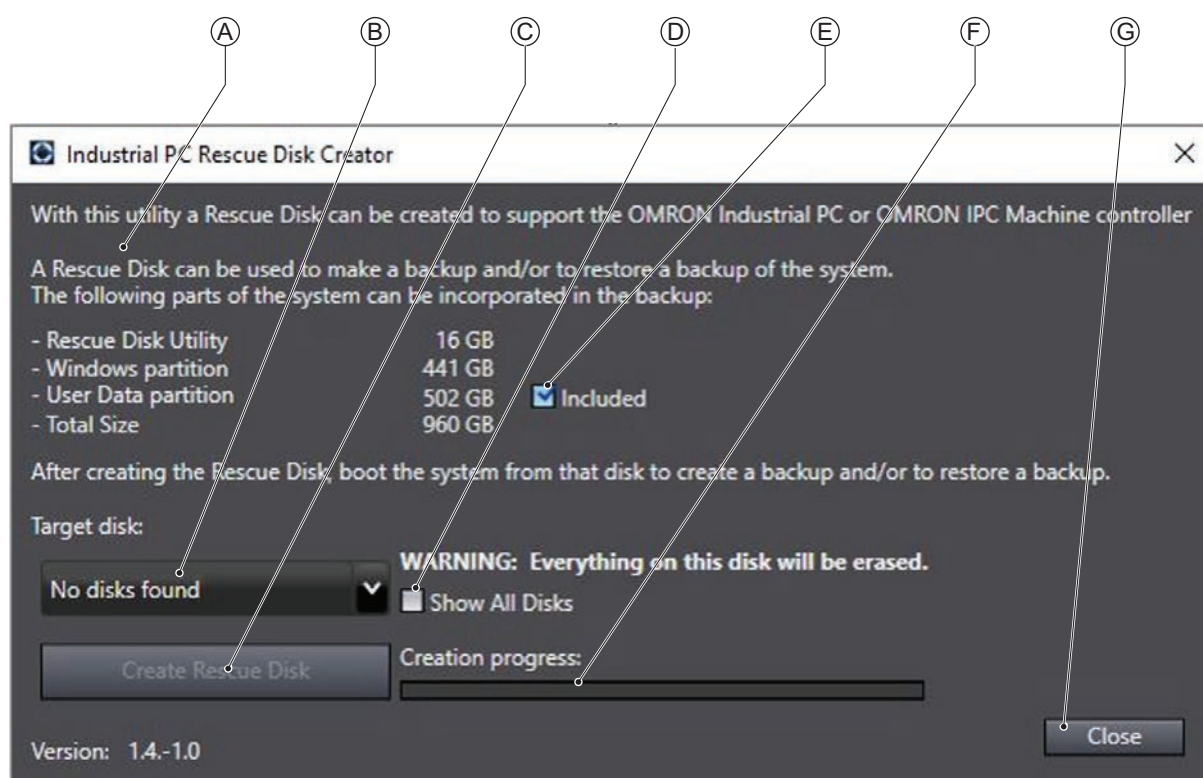 A B C D E F G
Industrial PC Rescue Disk Creator
With this utility a Rescue Disk can be created to support the OMRON Industrial PC or OMRON IPC Machine controller
A Rescue Disk can be used to make a backup and/or to restore a backup of the system.
The following parts of the system can be incorporated in the backup:
- Rescue Disk Utility 16 GB
- Windows partition 441 GB
- User Data partition 502 GB Included
- Total Size 960 GB
After creating the Rescue Disk, boot the system from that disk to create a backup and/or to restore a backup.
Target disk:
WARNING: Everything on this disk will be erased.
No disks found
Show All Disks
Create Rescue Disk
Creation progress:
Close
Version: 1.4.-1.0